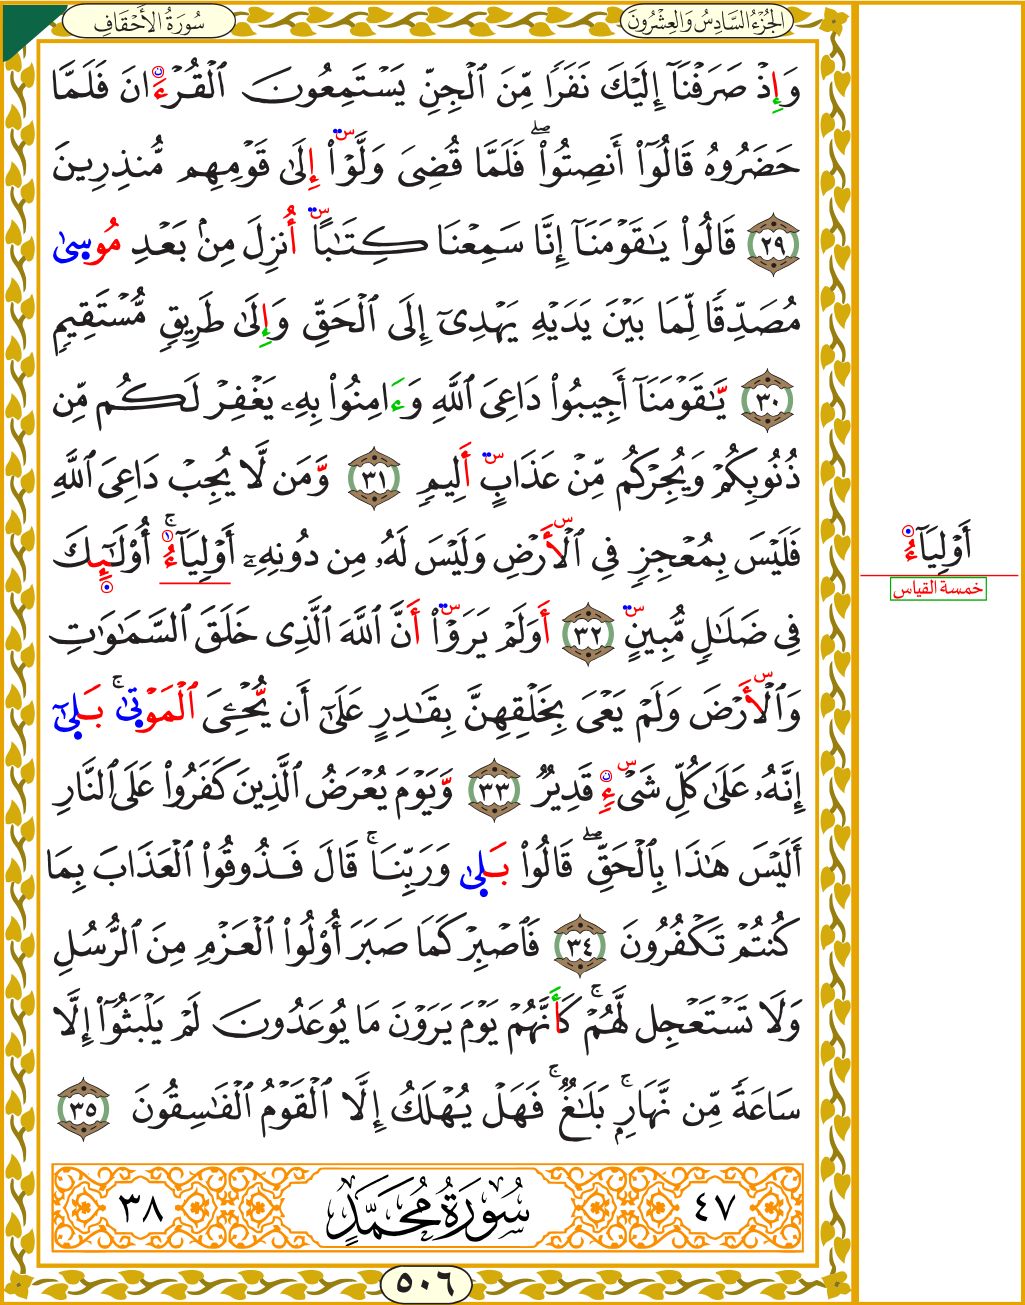 سُورَةُ الأَحْقَافِ
الجُزْءُ السَّادِسُ وَالعِشْرُونَ
وَإِذْ صَرَفْنَآ إِلَيْكَ نَفَرًا مِّنَ ٱلْجِنِّ يَسْتَمِعُونَ ٱلْقُرْءَانَ فَلَمَّا
حَضَرُوهُ قَالُوٓا۟ أَنصِتُوا۟ ۖ فَلَمَّا قُضِىَ وَلَّوْا۟ إِلَىٰ قَوْمِهِم مُّنذِرِينَ
٢٩ قَالُوا۟ يَـٰقَوْمَنَآ إِنَّا سَمِعْنَا كِتَـٰبًا أُنزِلَ مِنۢ بَعْدِ مُوسَىٰ
مُصَدِّقًا لِّمَا بَيْنَ يَدَيْهِ يَهْدِىٓ إِلَى ٱلْحَقِّ وَإِلَىٰ طَرِيقٍ مُّسْتَقِيمٍ
٣٠ يَّـٰقَوْمَنَآ أَجِيبُوا۟ دَاعِىَ ٱللَّهِ وَءَامِنُوا۟ بِهِۦ يَغْفِرْ لَكُم مِّن
ذُنُوبِكُمْ وَيُجِرْكُم مِّنْ عَذَابٍ أَلِيمٍ ٣١ وَّمَن لَّا يُجِبْ دَاعِىَ ٱللَّهِ
فَلَيْسَ بِمُعْجِزٍ فِى ٱلْأَرْضِ وَلَيْسَ لَهُۥ مِن دُونِهِۦٓ أَوْلِيَآءُ ۚ أُو۟لَـٰٓئِكَ
فِى ضَلَـٰلٍ مُّبِينٍ ٣٢ أَوَلَمْ يَرَوْا۟ أَنَّ ٱللَّهَ ٱلَّذِى خَلَقَ ٱلسَّمَـٰوَٰتِ
وَٱلْأَرْضَ وَلَمْ يَعْىَ بِخَلْقِهِنَّ بِقَـٰدِرٍ عَلَىٰٓ أَن يُّحْـِۧىَ ٱلْمَوْتَىٰ ۚ بَلَىٰٓ
إِنَّهُۥ عَلَىٰ كُلِّ شَىْءٍ قَدِيرٌ ٣٣ وَّيَوْمَ يُعْرَضُ ٱلَّذِينَ كَفَرُوا۟ عَلَى ٱلنَّارِ
أَلَيْسَ هَـٰذَا بِٱلْحَقِّ ۖ قَالُوا۟ بَلَىٰ وَرَبِّنَا ۚ قَالَ فَذُوقُوا۟ ٱلْعَذَابَ بِمَا
كُنتُمْ تَكْفُرُونَ ٣٤ فَٱصْبِرْ كَمَا صَبَرَ أُو۟لُوا۟ ٱلْعَزْمِ مِنَ ٱلرُّسُلِ
وَلَا تَسْتَعْجِل لَّهُمْ ۚ كَأَنَّهُمْ يَوْمَ يَرَوْنَ مَا يُوعَدُونَ لَمْ يَلْبَثُوٓا۟ إِلَّا
سَاعَةً مِّن نَّهَارٍۭ ۚ بَلَـٰغٌ ۚ فَهَلْ يُهْلَكُ إِلَّا ٱلْقَوْمُ ٱلْفَـٰسِقُونَ ٣٥
٤٧ سُورَةُ مُحَمَّدٍ ٣٨
٥٠٦
أَوْلِيَآءُ
خمسة القياس